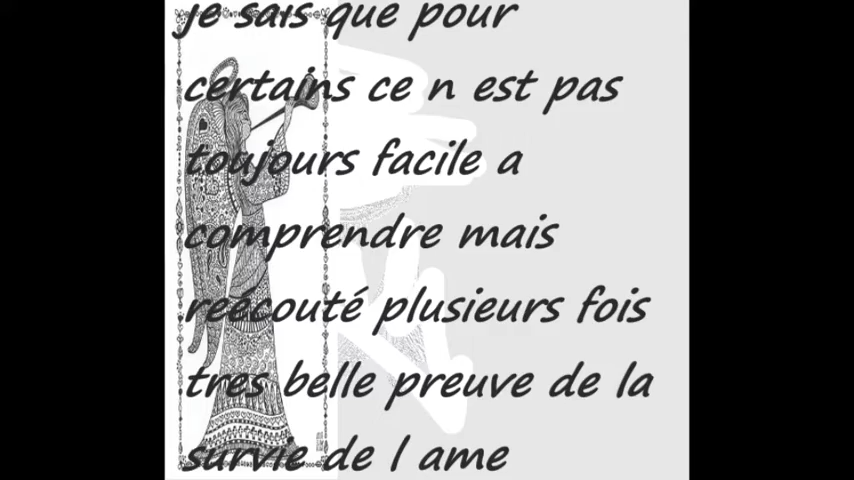 je sais que pour
certains ce n est pas
toujours facile a
comprendre mais
reécouté plusieurs fois
tres belle preuve de la
survie de l ame